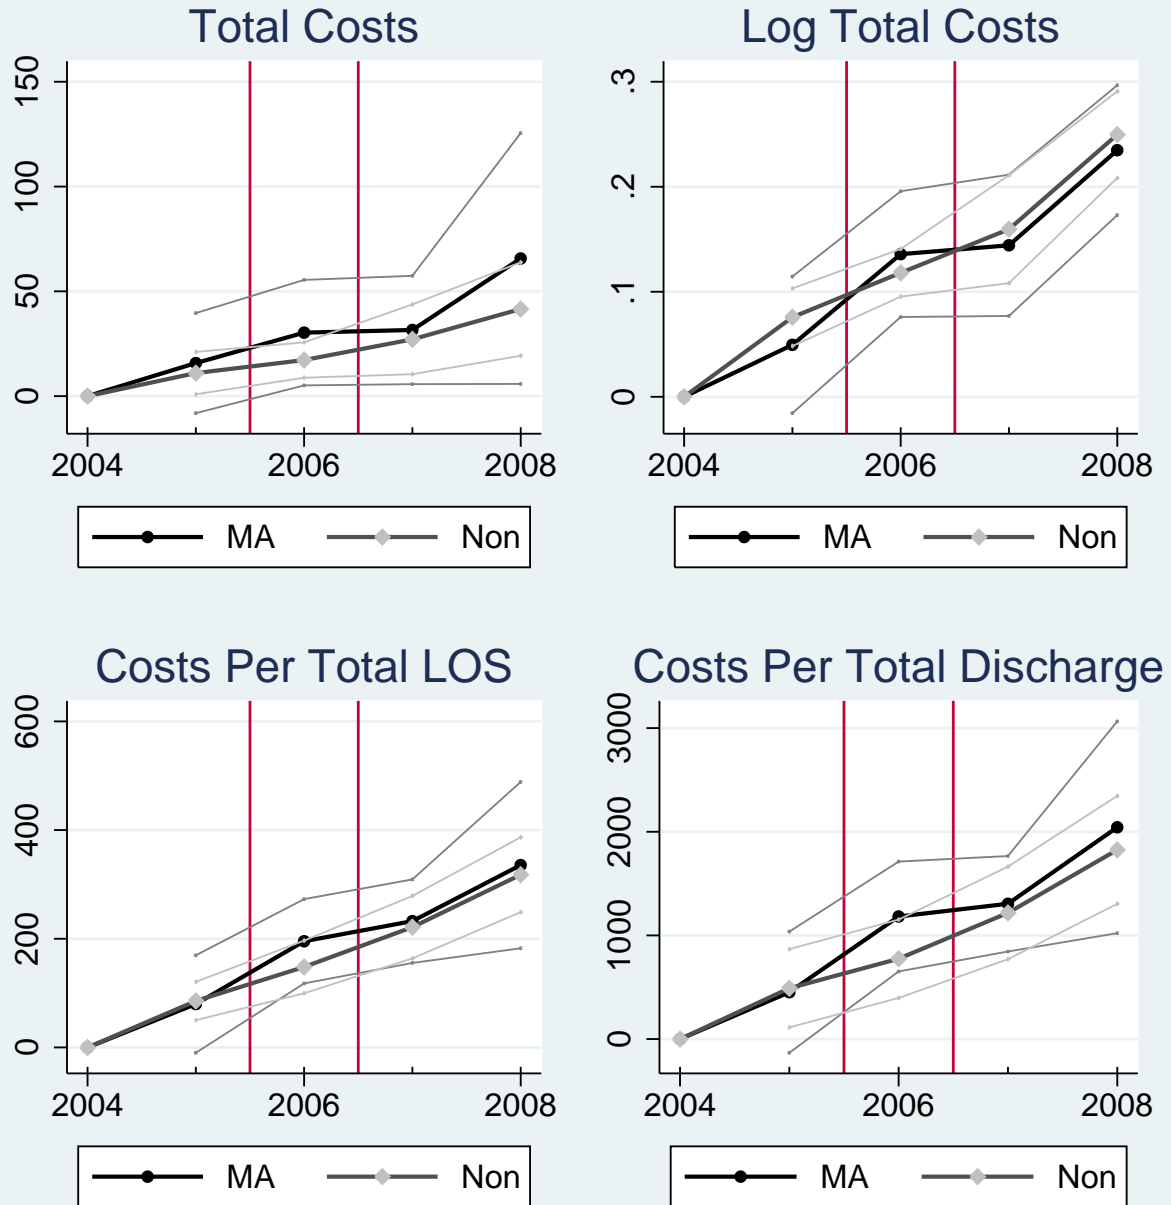 Total Costs
150
100
50
0
2004 2006 2008
MA Non
Log Total Costs
.3
.2
.1
0
2004 2006 2008
MA Non
Costs Per Total LOS
600
400
200
0
2004 2006 2008
MA Non
Costs Per Total Discharge
3000
2000
1000
0
2004 2006 2008
MA Non